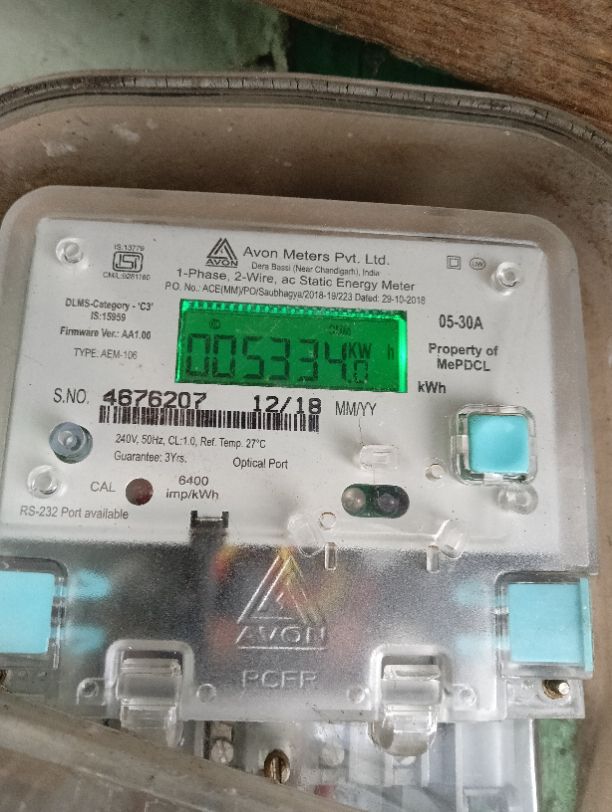 IS:13779
ISI
AVON
Avon Meters Pvt. Ltd.
Dera Bassi (Near Chandigarh), India
1-Phase, 2-Wire, ac Static Energy Meter
P.O. No.: ACE(MM)/PO/Saubhagya/2018-19/223 Dated: 29-10-2018
DLMS-Category - 'C3'
IS:15959
Firmware Ver.: AA1.00
TYPE: AEM-106
CUM
005334.0 KW h
05-30A
Property of
MePDCL
kWh
S.NO. 4676207 12/18 MM/YY
240V, 50Hz, CL:1.0, Ref. Temp. 27°C
Guarantee: 3Yrs. Optical Port
CAL 6400
imp/kWh
RS-232 Port available
AVON